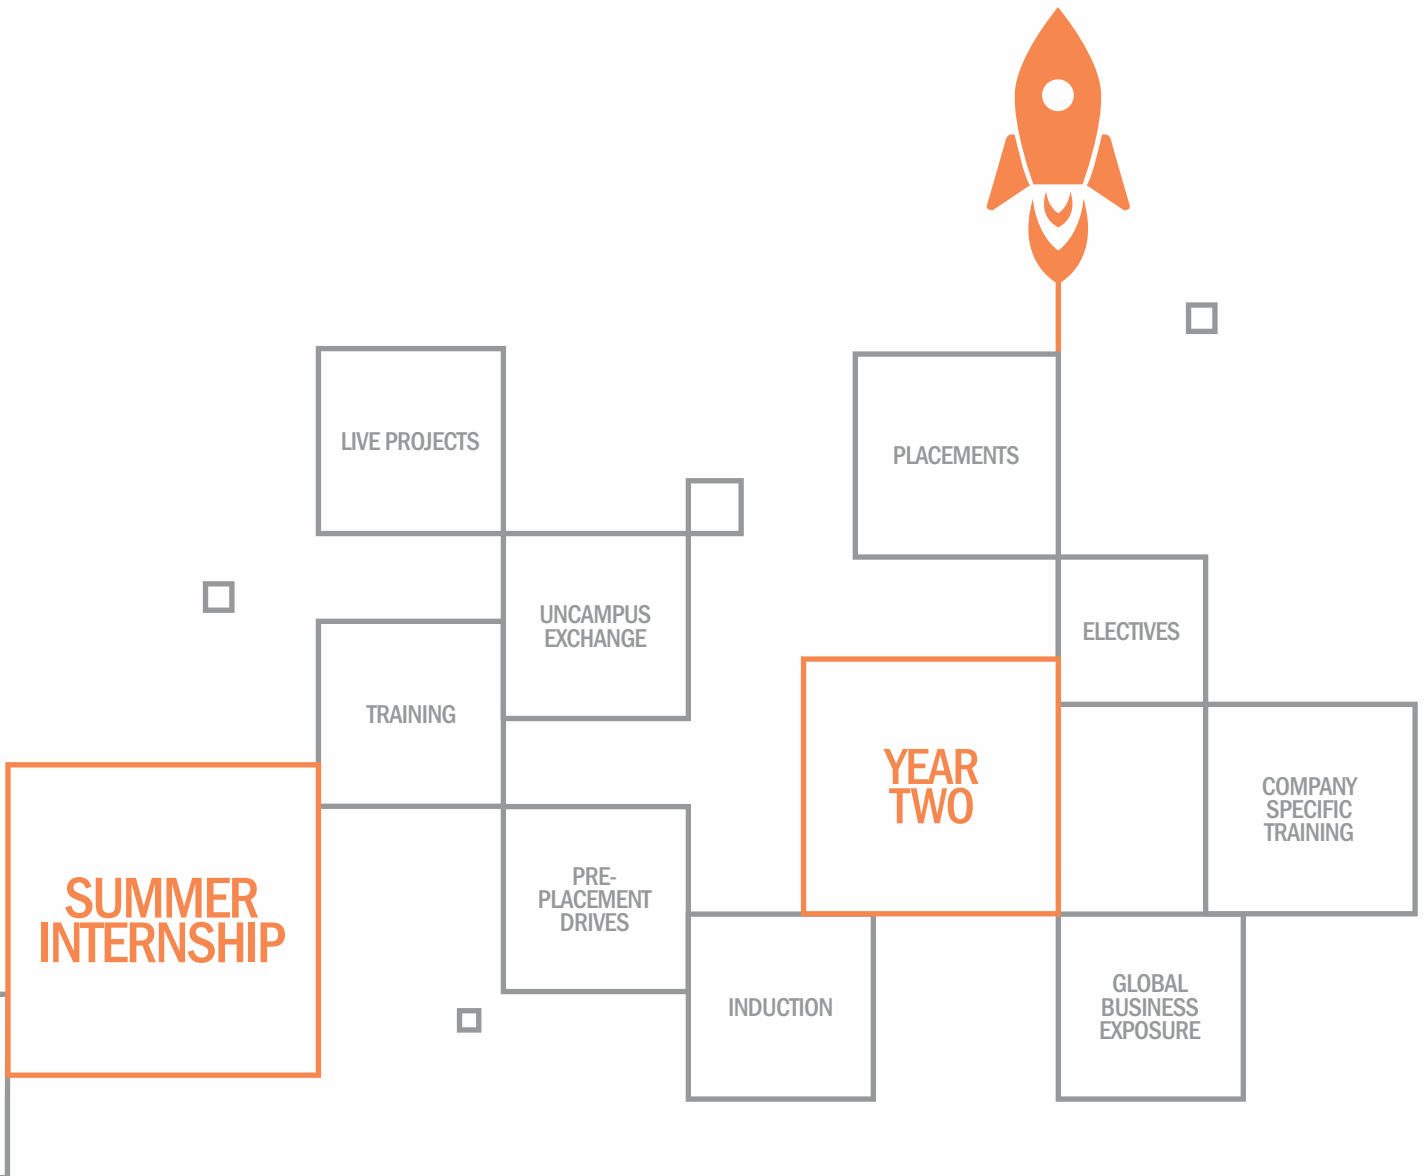 LIVE PROJECTS
PLACEMENTS
UNCAMPUS
EXCHANGE
ELECTIVES
TRAINING
YEAR
TWO
COMPANY
SPECIFIC
TRAINING
SUMMER
INTERNSHIP
PRE-
PLACEMENT
DRIVES
INDUCTION
GLOBAL
BUSINESS
EXPOSURE